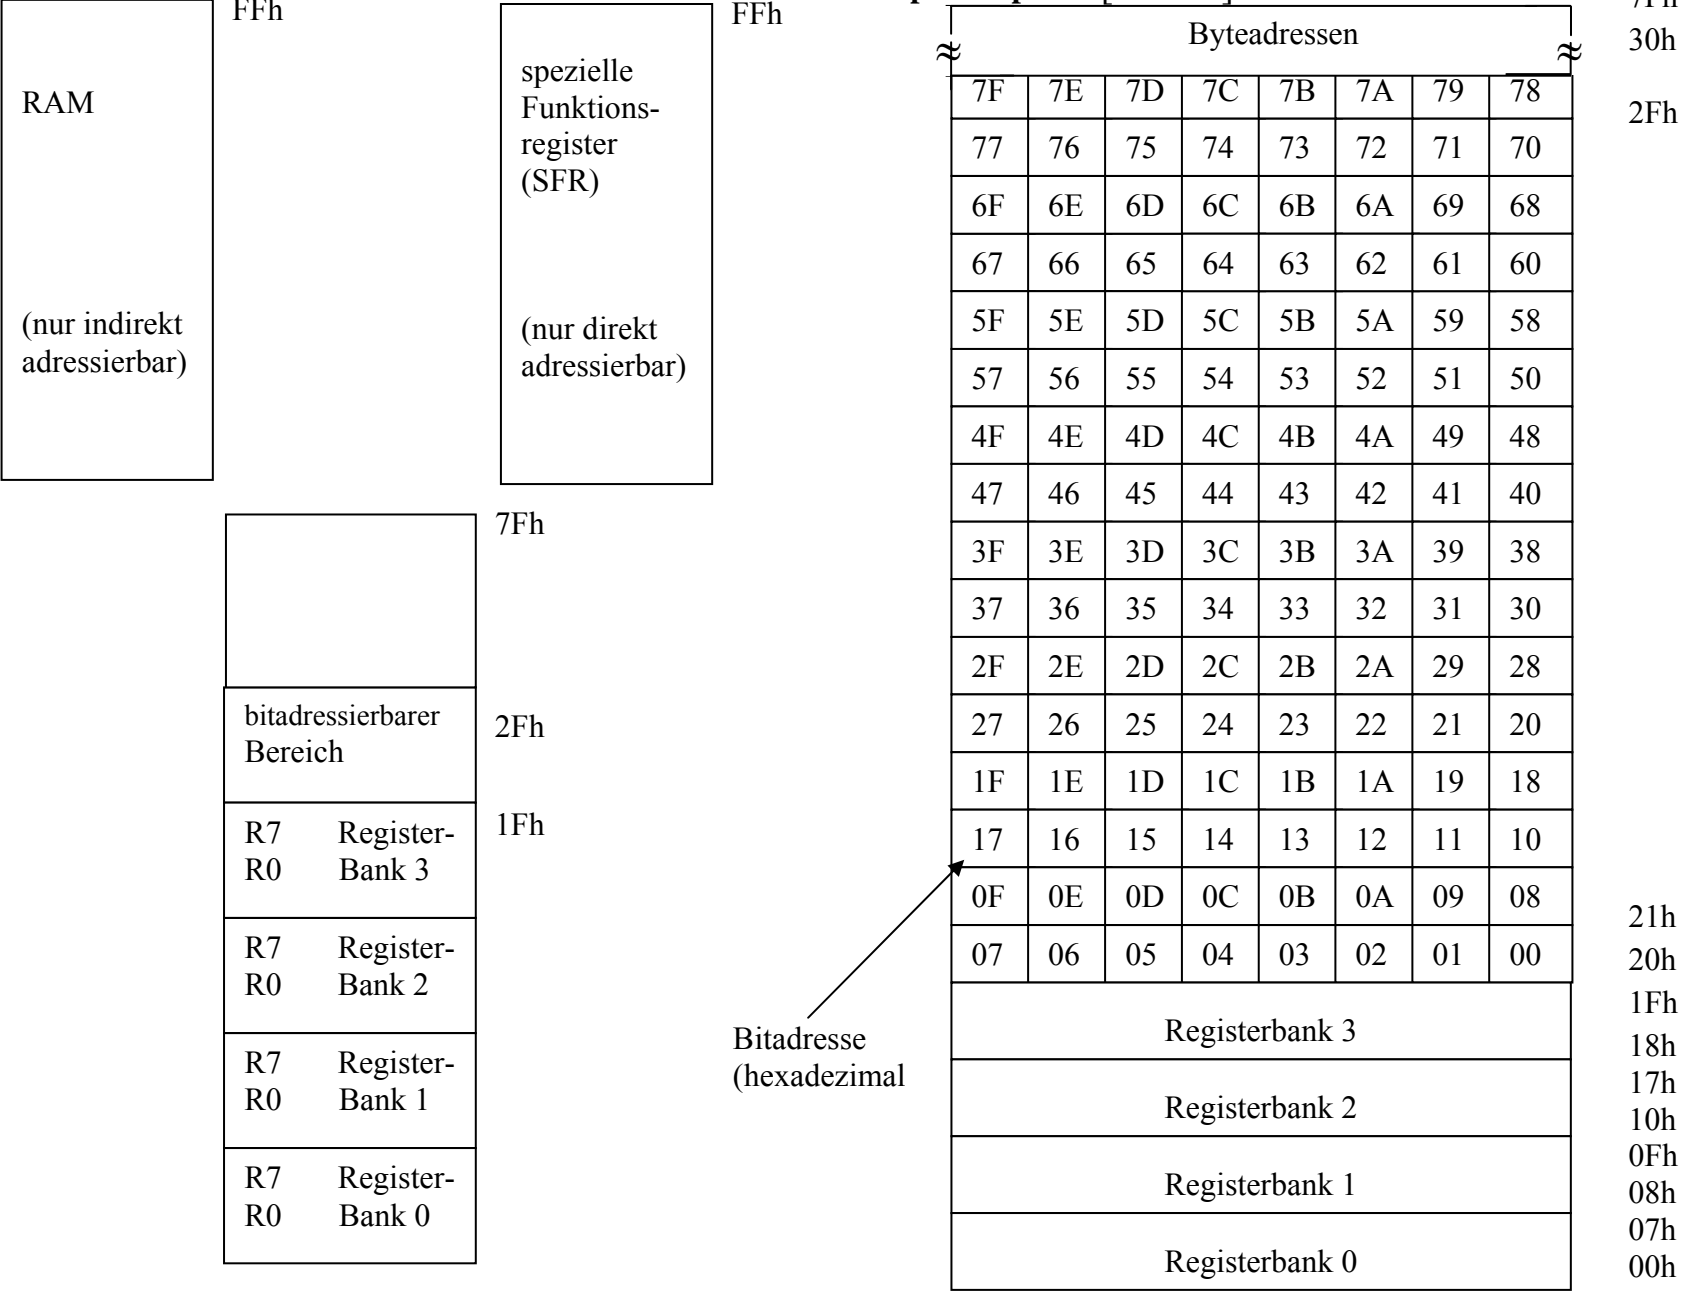 FFh
RAM
(nur indirekt
adressierbar)
FFh
spezielle
Funktions-
register
(SFR)
(nur direkt
adressierbar)
7Fh
bitadressierbarer
Bereich
2Fh
1Fh
R7 Register-
R0 Bank 3
R7 Register-
R0 Bank 2
R7 Register-
R0 Bank 1
R7 Register-
R0 Bank 0
7Fh
Byteadressen
30h
7F 7E 7D 7C 7B 7A 79 78
2Fh
77 76 75 74 73 72 71 70
6F 6E 6D 6C 6B 6A 69 68
67 66 65 64 63 62 61 60
5F 5E 5D 5C 5B 5A 59 58
57 56 55 54 53 52 51 50
4F 4E 4D 4C 4B 4A 49 48
47 46 45 44 43 42 41 40
3F 3E 3D 3C 3B 3A 39 38
37 36 35 34 33 32 31 30
2F 2E 2D 2C 2B 2A 29 28
27 26 25 24 23 22 21 20
1F 1E 1D 1C 1B 1A 19 18
17 16 15 14 13 12 11 10
0F 0E 0D 0C 0B 0A 09 08
21h
07 06 05 04 03 02 01 00
20h
Bitadresse
(hexadezimal
Registerbank 3
1Fh
18h
Registerbank 2
17h
10h
Registerbank 1
0Fh
08h
Registerbank 0
07h
00h